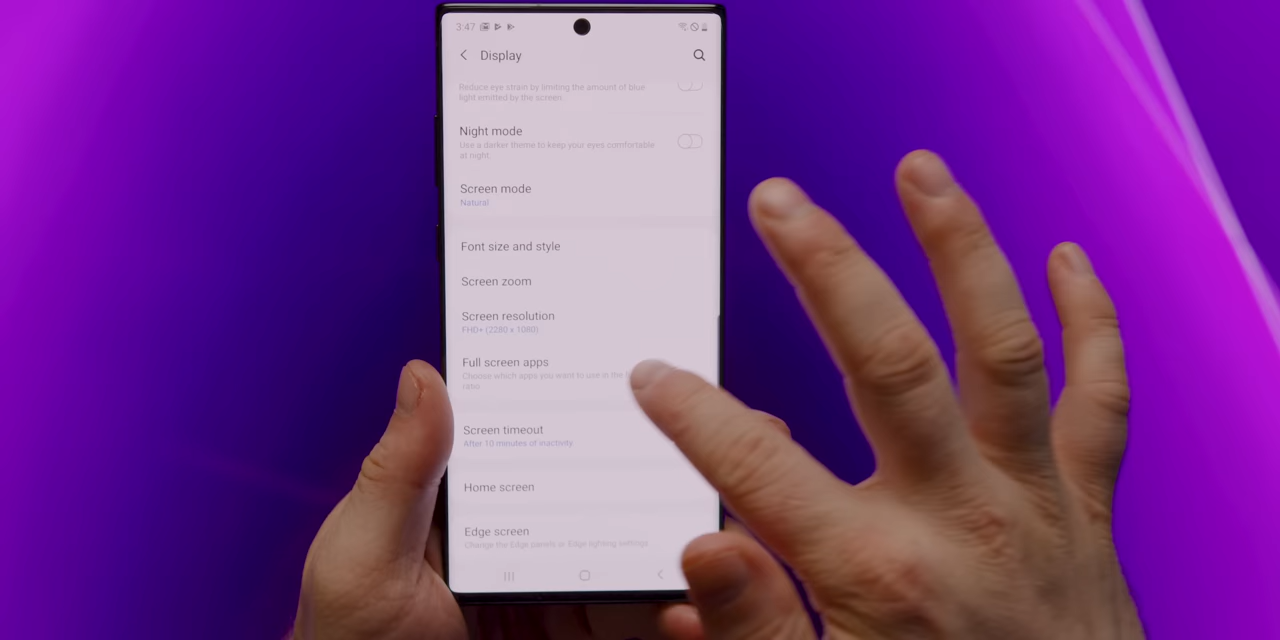 3:47
Display
Reduce eye strain by limiting the amount of blue
light emitted by the screen.
Night mode
Use a darker theme to keep your eyes comfortable
at night.
Screen mode
Natural
Font size and style
Screen zoom
Screen resolution
FHD+ (2280 x 1080)
Full screen apps
Choose which apps you want to use in the
ratio.
Screen timeout
After 10 minutes of inactivity
Home screen
Edge screen
Change the Edge panels or Edge lighting settings.